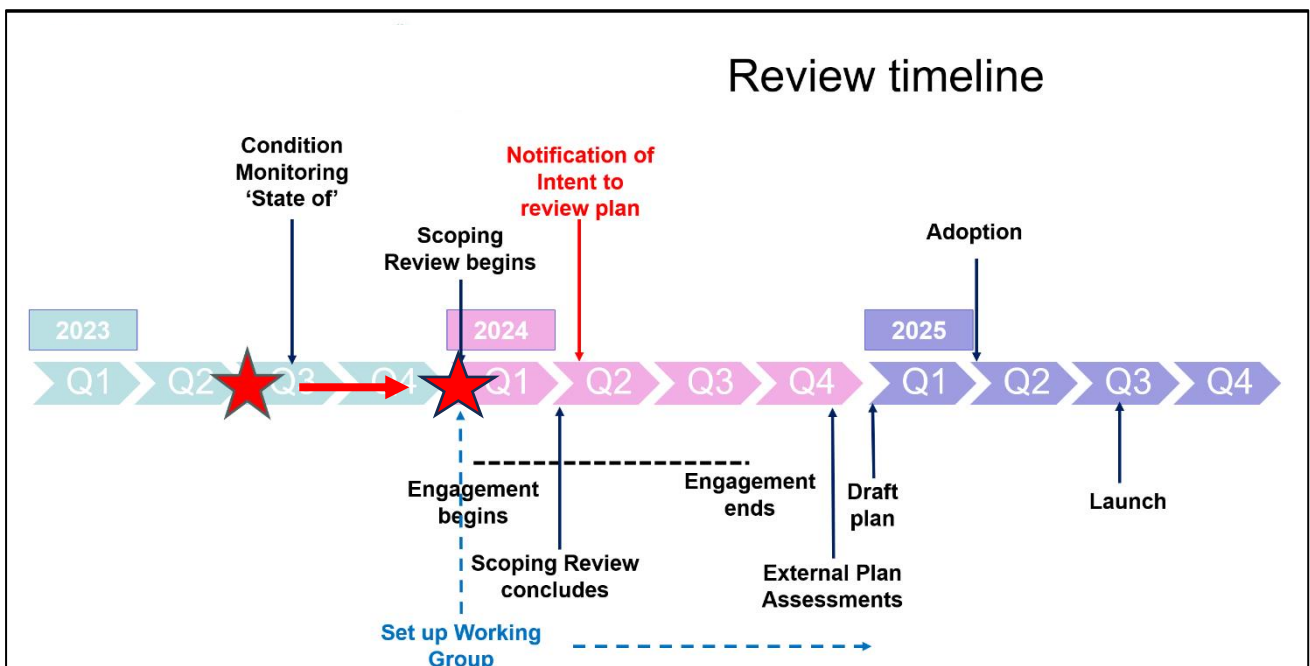 Review timeline
Condition
Monitoring
‘State of’
Notification of
Intent to
review plan
Scoping
Review begins
Adoption
2023
2024
2025
Q1 Q2 Q3 Q4 Q1 Q2 Q3 Q4 Q1 Q2 Q3 Q4
Engagement
begins
Engagement
ends
Draft
plan
Launch
Scoping Review
concludes
External Plan
Assessments
Set up Working
Group